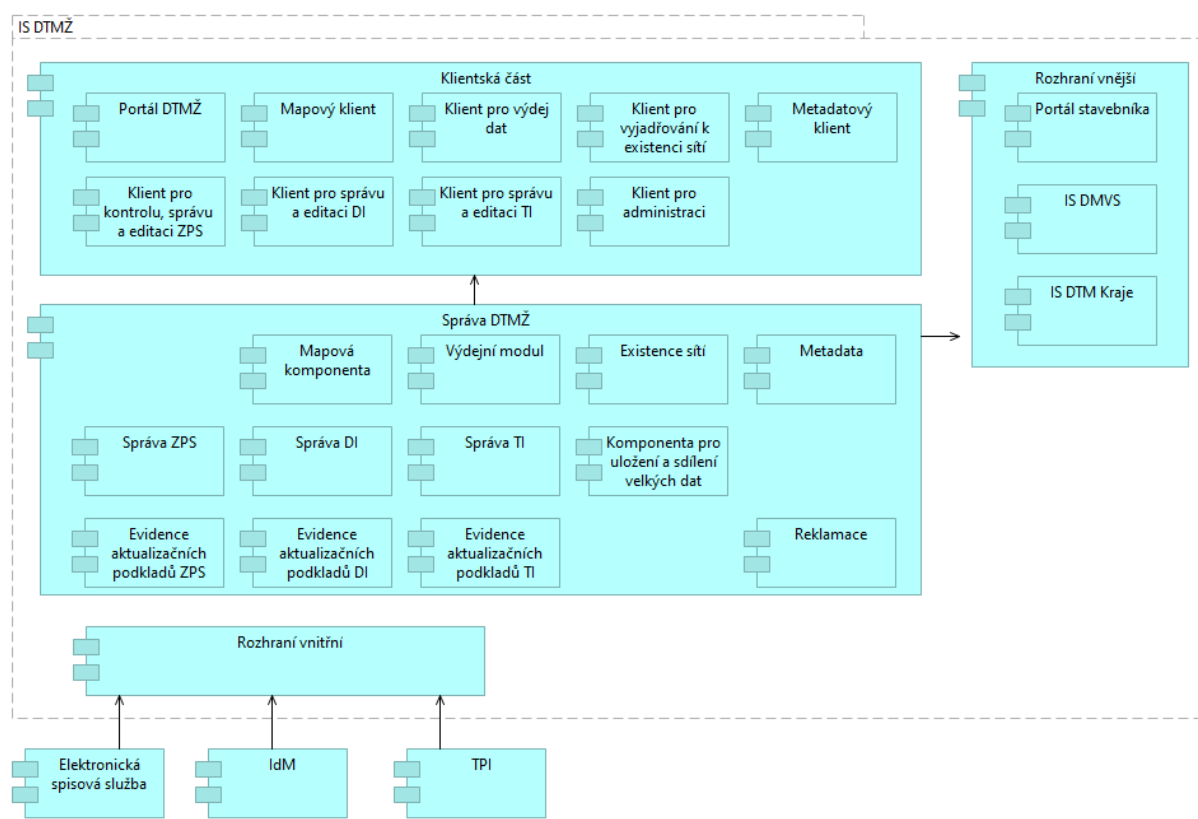 IS DTMŽ
Klientská část
Portál DTMŽ
Mapový klient
Klient pro výdej
dat
Klient pro
vyjadřování k
existenci sítí
Metadatový
klient
Klient pro
kontrolu, správu
a editaci ZPS
Klient pro správu
a editaci DI
Klient pro správu
a editaci TI
Klient pro
administraci
Rozhraní vnější
Portál stavebníka
IS DMVS
IS DTM Kraje
Správa DTMŽ
Mapová
komponenta
Výdejní modul
Existence sítí
Metadata
Správa ZPS
Správa DI
Správa TI
Komponenta pro
uložení a sdílení
velkých dat
Evidence
aktualizačních
podkladů ZPS
Evidence
aktualizačních
podkladů DI
Evidence
aktualizačních
podkladů TI
Reklamace
Rozhraní vnitřní
Elektronická
spisová služba
IdM
TPI